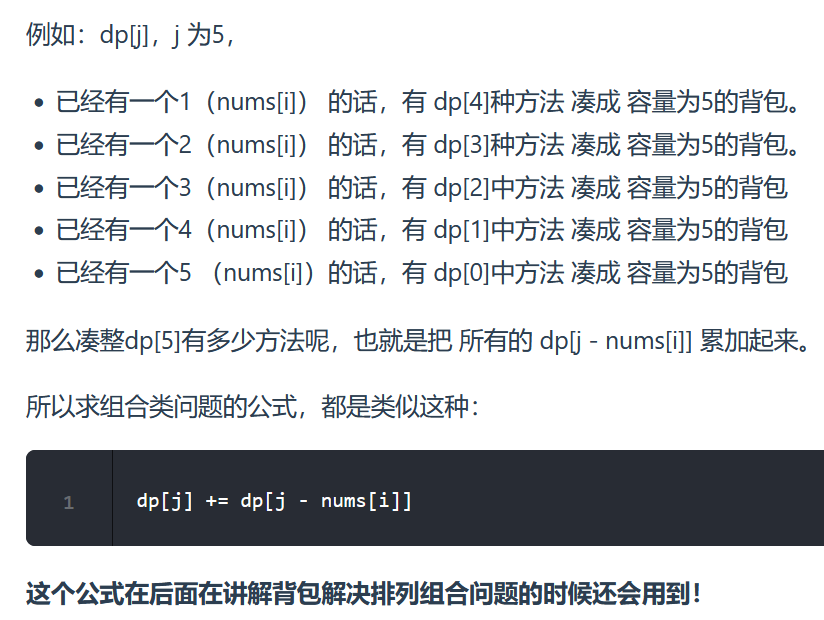 例如：dp[j]，j 为5，
已经有一个1（nums[i]） 的话，有 dp[4]种方法 凑成 容量为5的背包。
已经有一个2（nums[i]） 的话，有 dp[3]种方法 凑成 容量为5的背包。
已经有一个3（nums[i]） 的话，有 dp[2]中方法 凑成 容量为5的背包
已经有一个4（nums[i]） 的话，有 dp[1]中方法 凑成 容量为5的背包
已经有一个5 （nums[i]）的话，有 dp[0]中方法 凑成 容量为5的背包
那么凑整dp[5]有多少方法呢，也就是把 所有的 dp[j - nums[i]] 累加起来。
所以求组合类问题的公式，都是类似这种：
1 dp[j] += dp[j - nums[i]]
这个公式在后面在讲解背包解决排列组合问题的时候还会用到！